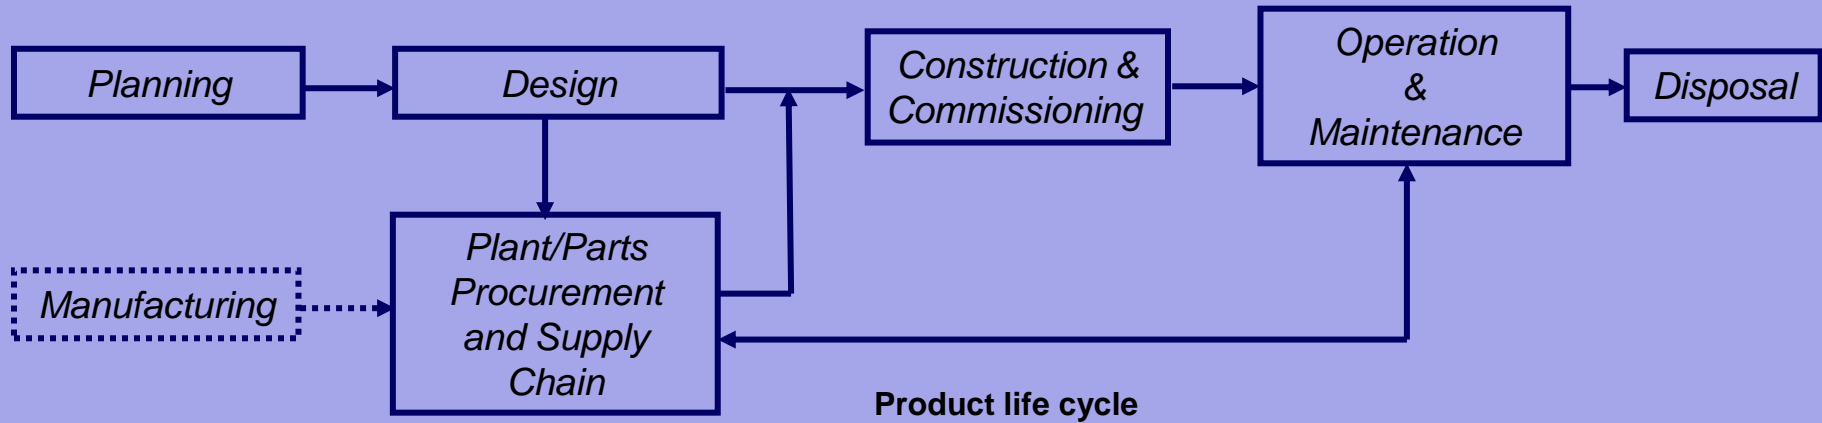 Planning
Design
Construction &
Commissioning
Operation
&
Maintenance
Disposal
Manufacturing
Plant/Parts
Procurement
and Supply
Chain
Product life cycle